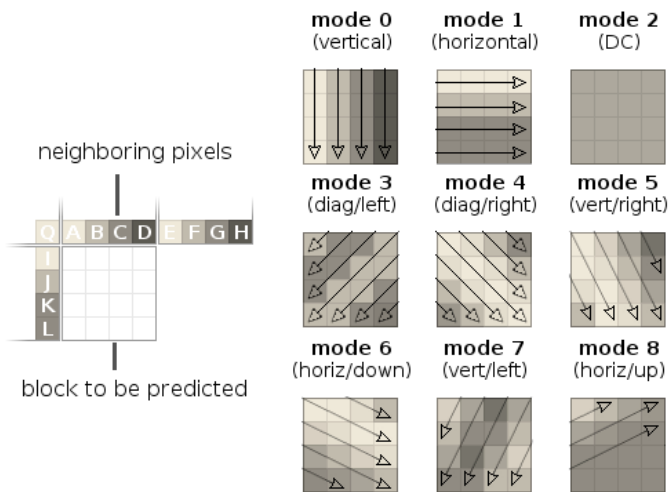 mode 0
(vertical)
mode 1
(horizontal)
mode 2
(DC)
neighboring pixels
Q A B C D E F G H
I
J
K
L
block to be predicted
mode 3
(diag/left)
mode 4
(diag/right)
mode 5
(vert/right)
mode 6
(horiz/down)
mode 7
(vert/left)
mode 8
(horiz/up)